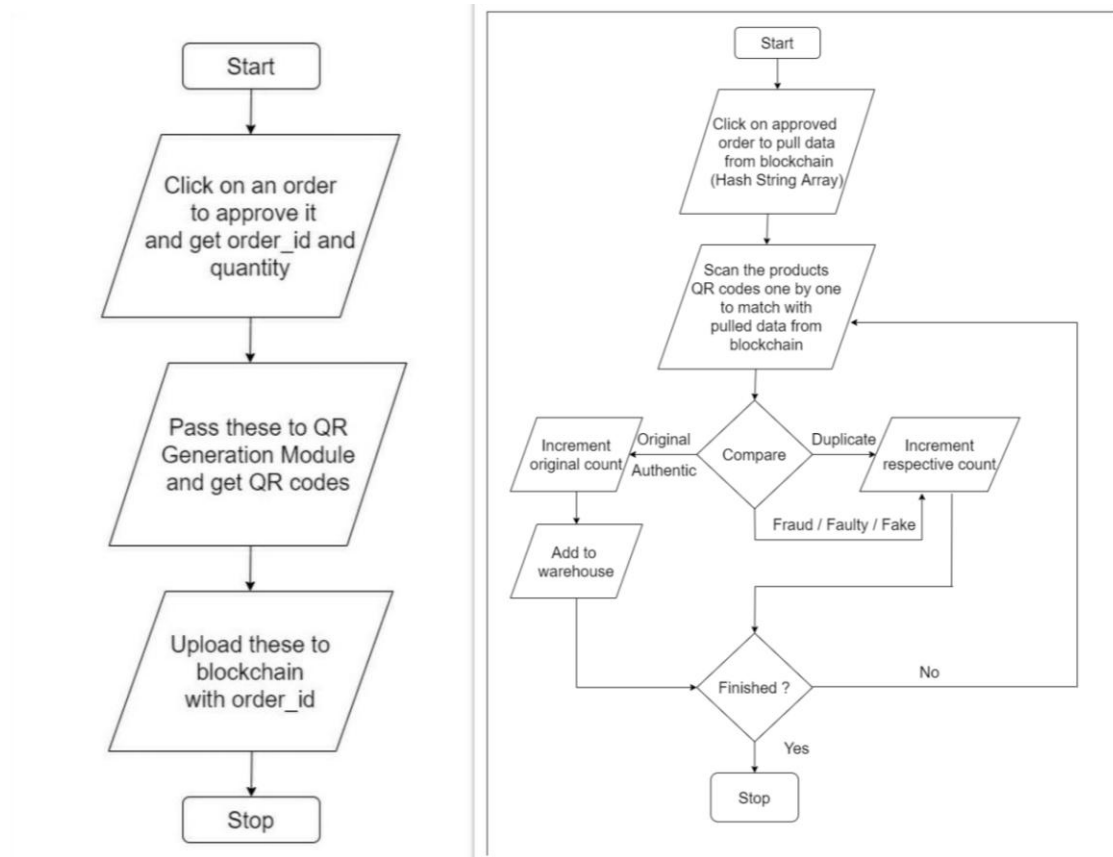 Start
Click on an order
to approve it
and get order_id and
quantity
Pass these to QR
Generation Module
and get QR codes
Upload these to
blockchain
with order_id
Stop
Start
Click on approved
order to pull data
from blockchain
(Hash String Array)
Scan the products
QR codes one by one
to match with
pulled data from
blockchain
Increment
original count
Original
Authentic
Compare
Duplicate
Increment
respective count
Fraud / Faulty / Fake
Add to
warehouse
Finished ?
No
Yes
Stop